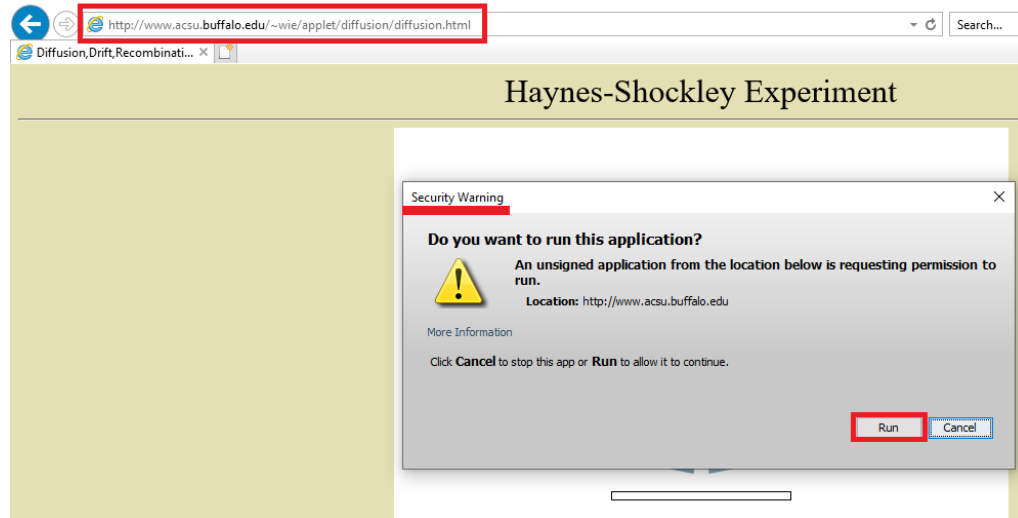 http://www.acsu.buffalo.edu/~wie/applet/diffusion/diffusion.html
Search...
Diffusion,Drift,Recombinati...
Haynes-Shockley Experiment
Security Warning
Do you want to run this application?
An unsigned application from the location below is requesting permission to
run.
Location: http://www.acsu.buffalo.edu
More Information
Click Cancel to stop this app or Run to allow it to continue.
Run Cancel